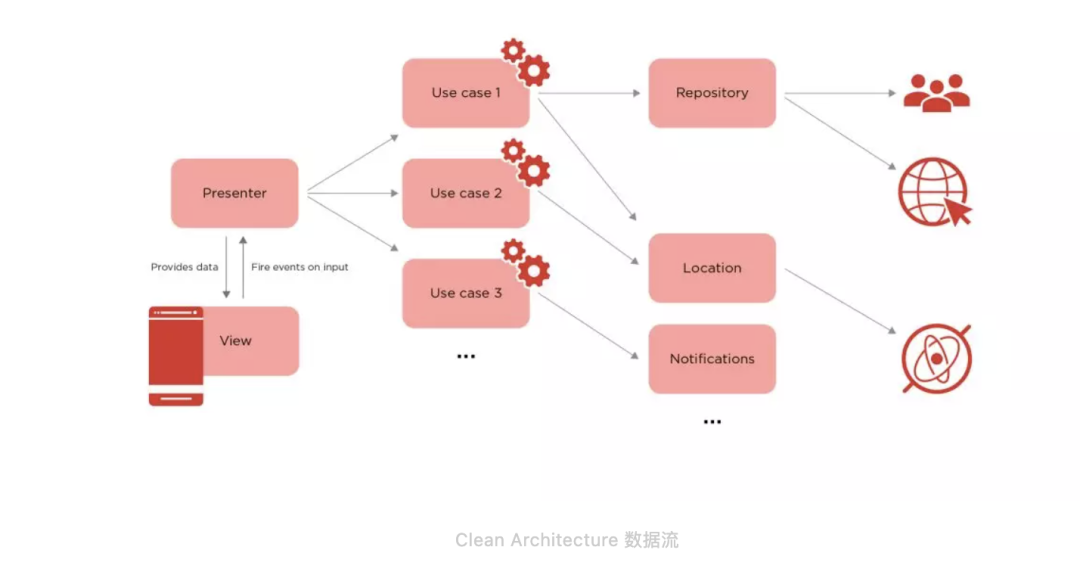 Use case 1
Repository
Presenter
Use case 2
Provides data
Fire events on input
Location
Use case 3
View
...
Notifications
...
Clean Architecture 数据流